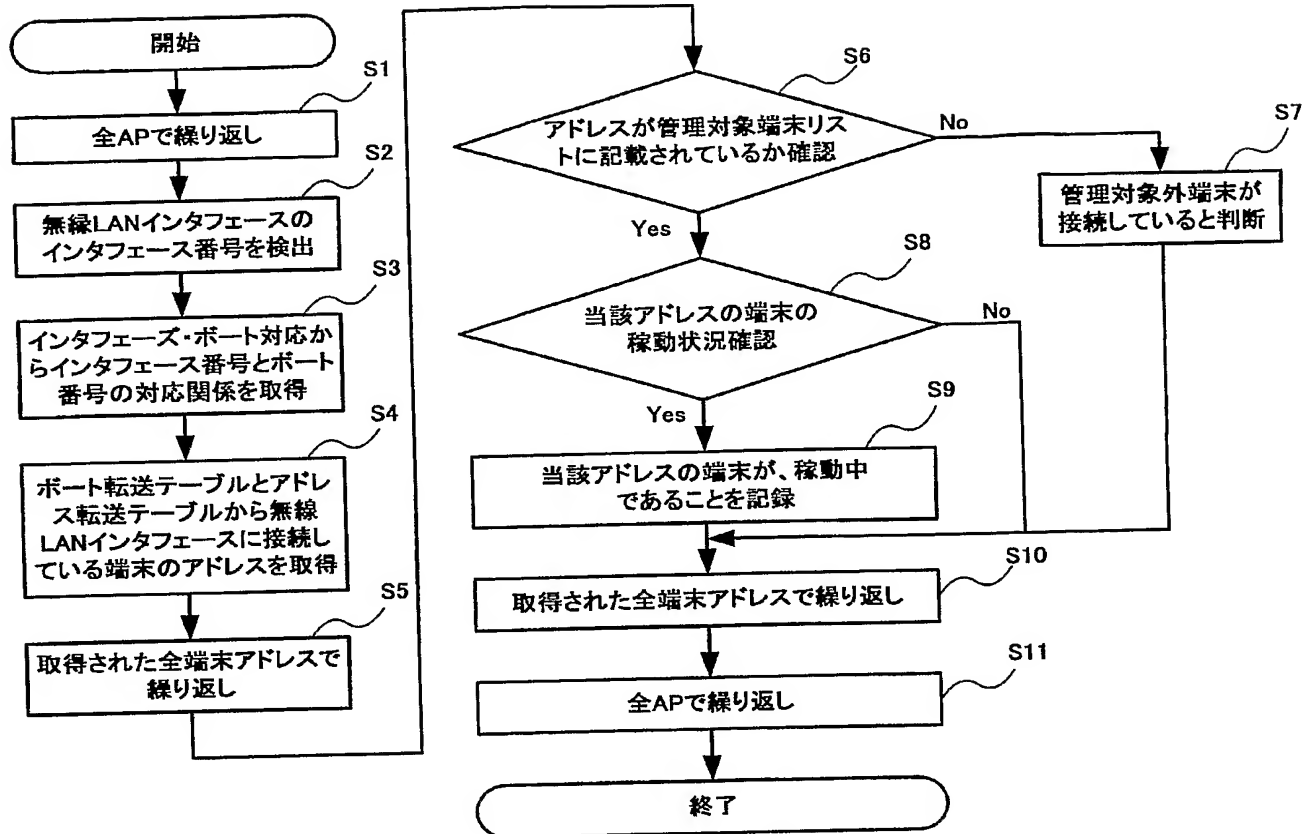 開始
S1
全APで繰り返し
S2
無線LANインタフェースの
インタフェース番号を検出
S3
インタフェーズ・ポート対応か
らインタフェース番号とポート
番号の対応関係を取得
S4
ポート転送テーブルとアドレ
ス転送テーブルから無線
LANインタフェースに接続し
ている端末のアドレスを取得
S5
取得された全端末アドレスで
繰り返し
S6
アドレスが管理対象端末リス
トに記載されているか確認
No
Yes
S7
管理対象外端末が
接続していると判断
S8
当該アドレスの端末の
稼動状況確認
No
Yes
S9
当該アドレスの端末が、稼動中
であることを記録
S10
取得された全端末アドレスで繰り返し
S11
全APで繰り返し
終了